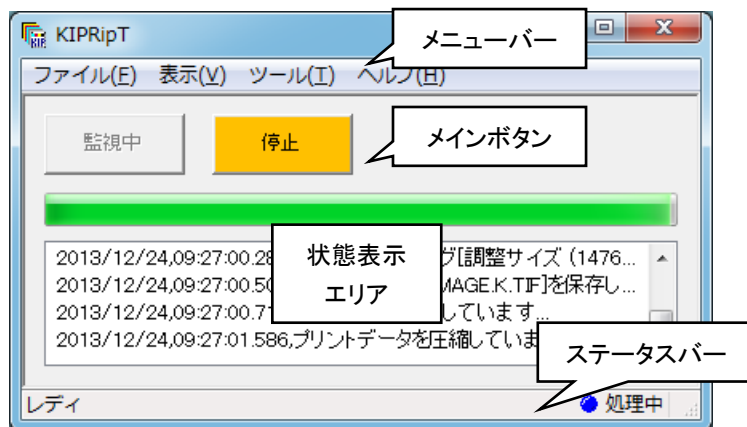 KIPRipT
メニューバー
ファイル(F) 表示(V) ツール(T) ヘルプ(H)
監視中
停止
メインボタン
状態表示
エリア
2013/12/24,09:27:00.28 グ[調整サイズ (1476...
2013/12/24,09:27:00.50 MAGE.K.TIF]を保存し...
2013/12/24,09:27:00.7 しています...
2013/12/24,09:27:01.586,プリントデータを圧縮していま
ステータスバー
レディ
処理中